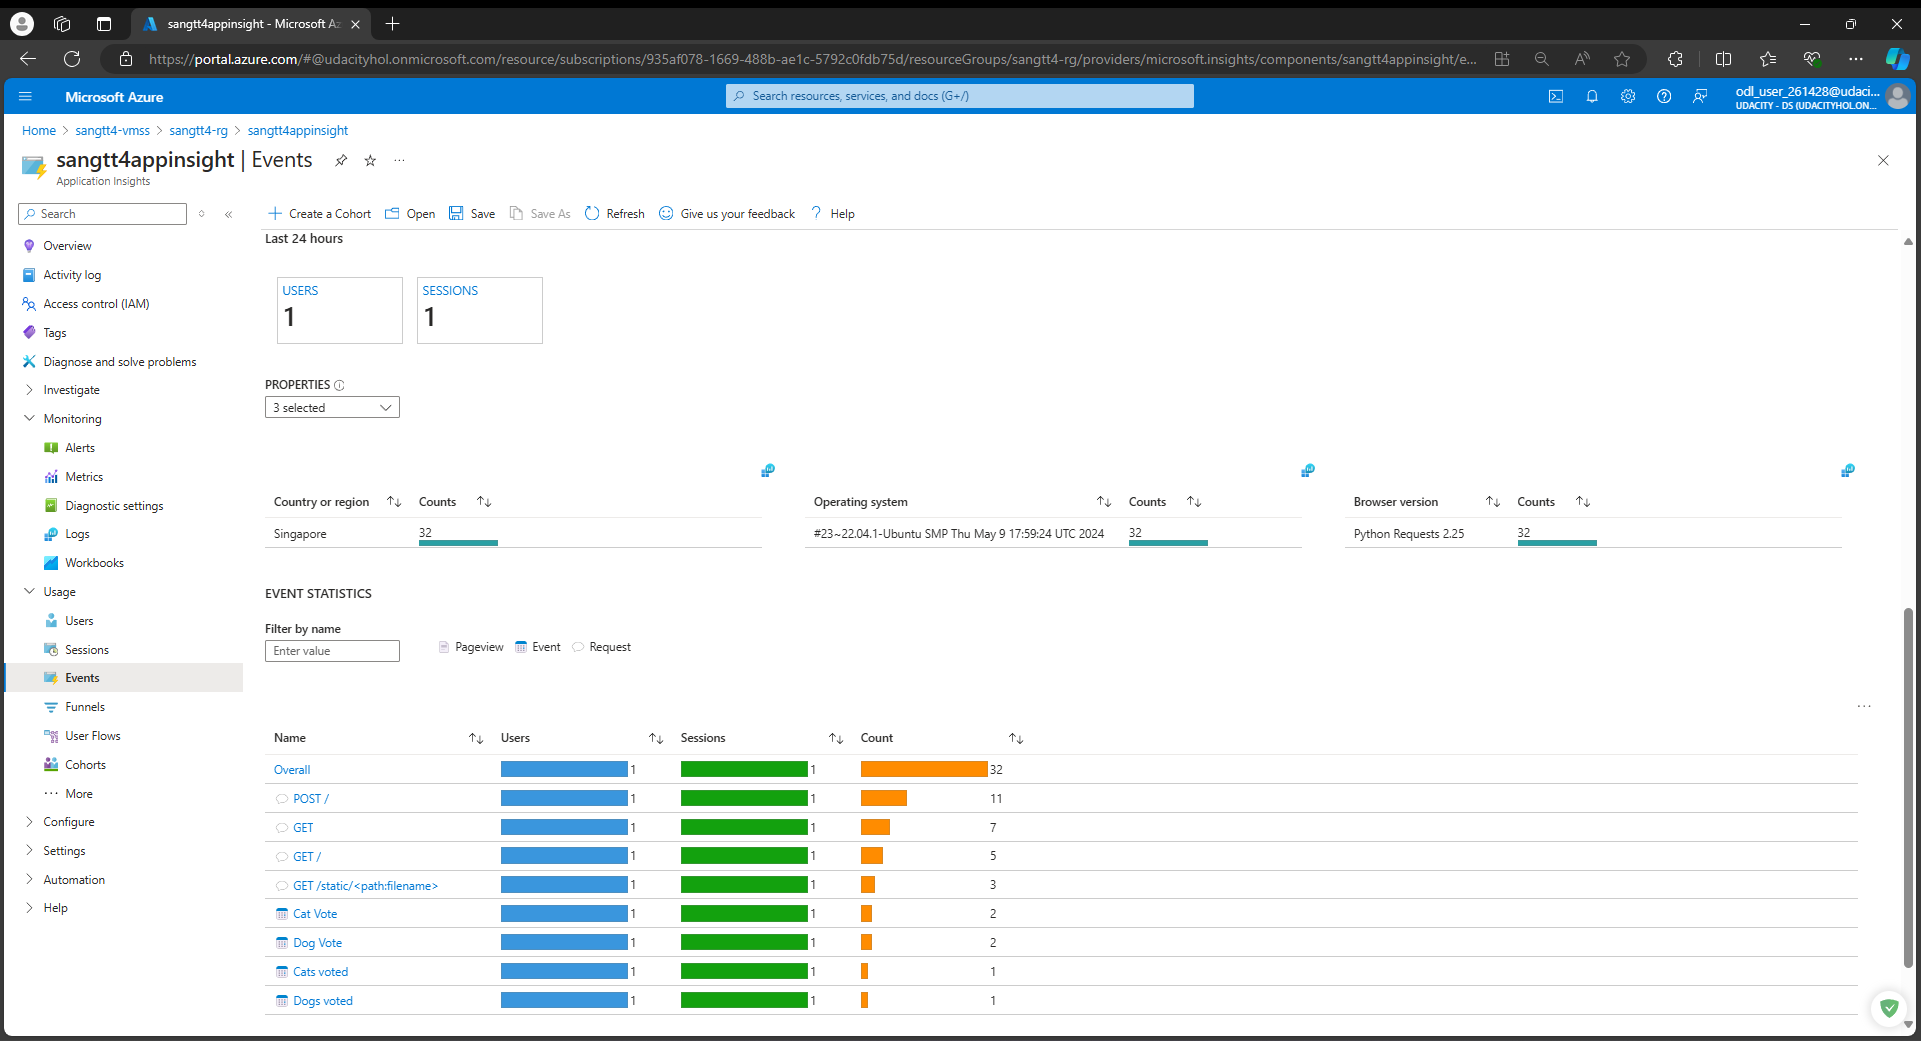 sangtt4appinsight - Microsoft Az
https://portal.azure.com/#@udacityhol.onmicrosoft.com/resource/subscriptions/935af078-1669-488b-ae1c-5792c0fdb75d/resourceGroups/sangtt4-rg/providers/microsoft.insights/components/sangtt4appinsight/e...
Microsoft Azure
Search resources, services, and docs (G+/)
odl_user_261428@udaci...
UDACITY - DS (UDACITYHOL.ON...
Home > sangtt4-vmss > sangtt4-rg > sangtt4appinsight
sangtt4appinsight | Events
Application Insights
Search
Create a Cohort Open Save Save As Refresh Give us your feedback Help
Overview
Activity log
Access control (IAM)
Tags
Diagnose and solve problems
Investigate
Monitoring
Alerts
Metrics
Diagnostic settings
Logs
Workbooks
Usage
Users
Sessions
Events
Funnels
User Flows
Cohorts
More
Configure
Settings
Automation
Help
Last 24 hours
USERS
1
SESSIONS
1
PROPERTIES
3 selected
Country or region Counts
Singapore 32
Operating system Counts
#23~22.04.1-Ubuntu SMP Thu May 9 17:59:24 UTC 2024 32
Browser version Counts
Python Requests 2.25 32
EVENT STATISTICS
Filter by name
Enter value
Pageview Event Request
Name Users Sessions Count
Overall 1 1 32
POST / 1 1 11
GET 1 1 7
GET / 1 1 5
GET /static/<path:filename> 1 1 3
Cat Vote 1 1 2
Dog Vote 1 1 2
Cats voted 1 1 1
Dogs voted 1 1 1